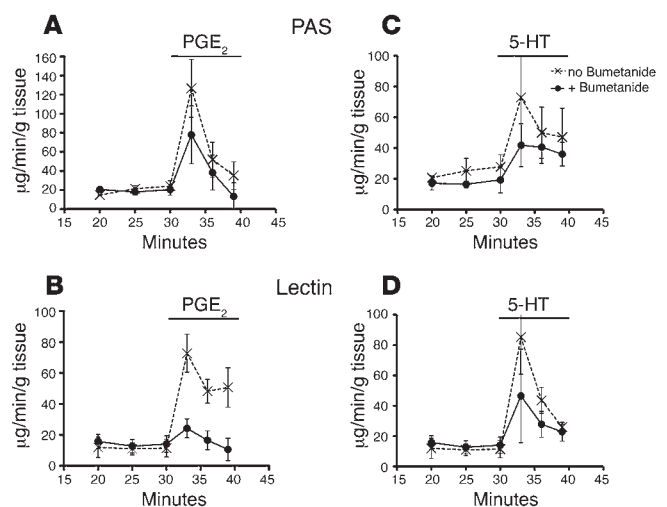 A
PAS
C
PGE2
5-HT
160
140
120
100
80
60
40
20
0
µg/min/g tissue
15 20 25 30 35 40 45
Minutes
100
80
60
40
20
0
µg/min/g tissue
no Bumetanide
+ Bumetanide
15 20 25 30 35 40 45
Minutes
B
Lectin
D
PGE2
5-HT
100
80
60
40
20
0
µg/min/g tissue
15 20 25 30 35 40 45
Minutes
100
80
60
40
20
0
µg/min/g tissue
15 20 25 30 35 40 45
Minutes